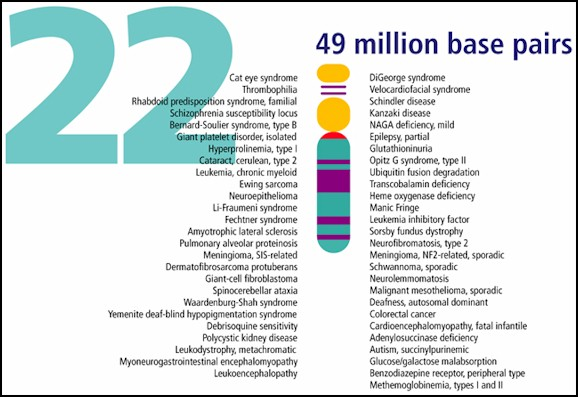 22
49 million base pairs
Cat eye syndrome
Thrombophilia
Rhabdoid predisposition syndrome, familial
Schizophrenia susceptibility locus
Bernard-Soulier syndrome, type B
Giant platelet disorder, isolated
Hyperprolinemia, type I
Cataract, cerulean, type 2
Leukemia, chronic myeloid
Ewing sarcoma
Neuroepithelioma
Li-Fraumeni syndrome
Fechtner syndrome
Amyotrophic lateral sclerosis
Pulmonary alveolar proteinosis
Meningioma, SIS-related
Dermatofibrosarcoma protuberans
Giant-cell fibroblastoma
Spinocerebellar ataxia
Waardenburg-Shah syndrome
Yemenite deaf-blind hypopigmentation syndrome
Debrisoquine sensitivity
Polycystic kidney disease
Leukodystrophy, metachromatic
Myoneurogastrointestinal encephalomyopathy
Leukoencephalopathy
DiGeorge syndrome
Velocardiofacial syndrome
Schindler disease
Kanzaki disease
NAGA deficiency, mild
Epilepsy, partial
Glutathioninuria
Opitz G syndrome, type II
Ubiquitin fusion degradation
Transcobalamin deficiency
Heme oxygenase deficiency
Manic Fringe
Leukemia inhibitory factor
Sorsby fundus dystrophy
Neurofibromatosis, type 2
Meningioma, NF2-related, sporadic
Schwannoma, sporadic
Neurolemmomatosis
Malignant mesothelioma, sporadic
Deafness, autosomal dominant
Colorectal cancer
Cardioencephalomyopathy, fatal infantile
Adenylosuccinase deficiency
Autism, succinylpurinemic
Glucose/galactose malabsorption
Benzodiazepine receptor, peripheral type
Methemoglobinemia, types I and II